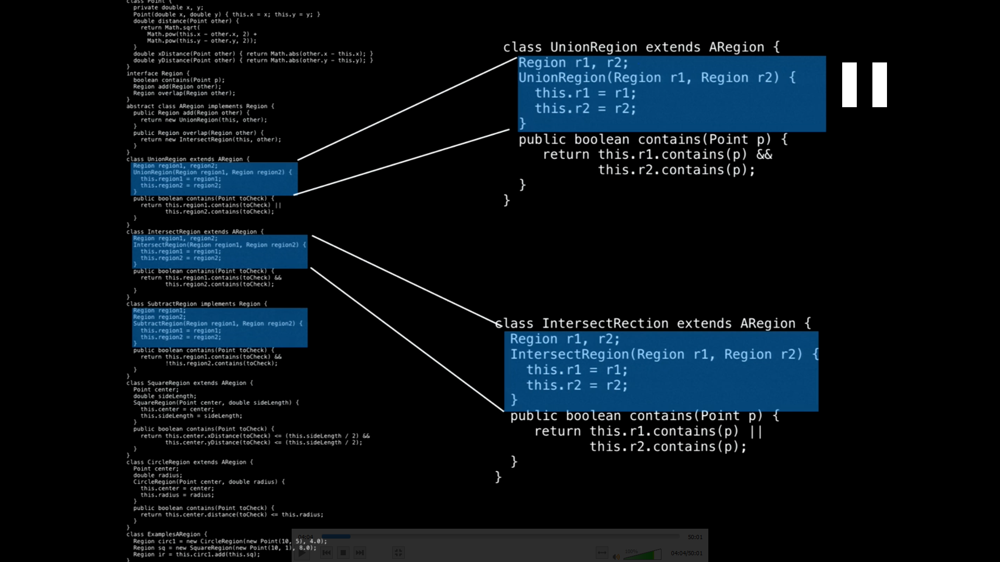 class Point {
private double x, y;
Point(double x, double y) { this.x = x; this.y = y; }
double distance(Point other) {
return Math.sqrt(
Math.pow(this.x - other.x, 2) +
Math.pow(this.y - other.y, 2));
}
double xDistance(Point other) { return Math.abs(other.x - this.x); }
double yDistance(Point other) { return Math.abs(other.y - this.y); }
}
interface Region {
boolean contains(Point p);
Region add(Region other);
Region overlap(Region other);
}
abstract class ARegion implements Region {
public Region add(Region other) {
return new UnionRegion(this, other);
}
public Region overlap(Region other) {
return new IntersectRegion(this, other);
}
}
class UnionRegion extends ARegion {
Region region1, region2;
UnionRegion(Region region1, Region region2) {
this.region1 = region1;
this.region2 = region2;
}
public boolean contains(Point toCheck) {
return this.region1.contains(toCheck) ||
this.region2.contains(toCheck);
}
}
class IntersectRegion extends ARegion {
Region region1, region2;
IntersectRegion(Region region1, Region region2) {
this.region1 = region1;
this.region2 = region2;
}
public boolean contains(Point toCheck) {
return this.region1.contains(toCheck) &&
this.region2.contains(toCheck);
}
}
class SubtractRegion implements Region {
Region region1;
Region region2;
SubtractRegion(Region region1, Region region2) {
this.region1 = region1;
this.region2 = region2;
}
public boolean contains(Point toCheck) {
return this.region1.contains(toCheck) &&
!this.region2.contains(toCheck);
}
}
class SquareRegion extends ARegion {
Point center;
double sideLength;
SquareRegion(Point center, double sideLength) {
this.center = center;
this.sideLength = sideLength;
}
public boolean contains(Point toCheck) {
return this.center.xDistance(toCheck) <= (this.sideLength / 2) &&
this.center.yDistance(toCheck) <= (this.sideLength / 2);
}
}
class CircleRegion extends ARegion {
Point center;
double radius;
CircleRegion(Point center, double radius) {
this.center = center;
this.radius = radius;
}
public boolean contains(Point toCheck) {
return this.center.distance(toCheck) <= this.radius;
}
}
class ExamplesARegion {
Region circ1 = new CircleRegion(new Point(10, 5), 4.0);
Region sq = new SquareRegion(new Point(10, 1), 8.0);
Region ir = this.circ1.add(this.sq);
}
class UnionRegion extends ARegion {
Region r1, r2;
UnionRegion(Region r1, Region r2) {
this.r1 = r1;
this.r2 = r2;
}
public boolean contains(Point p) {
return this.r1.contains(p) &&
this.r2.contains(p);
}
}
class IntersectRection extends ARegion {
Region r1, r2;
IntersectRegion(Region r1, Region r2) {
this.r1 = r1;
this.r2 = r2;
}
public boolean contains(Point p) {
return this.r1.contains(p) ||
this.r2.contains(p);
}
}
04:04
50:01
100%
04:04/50:01